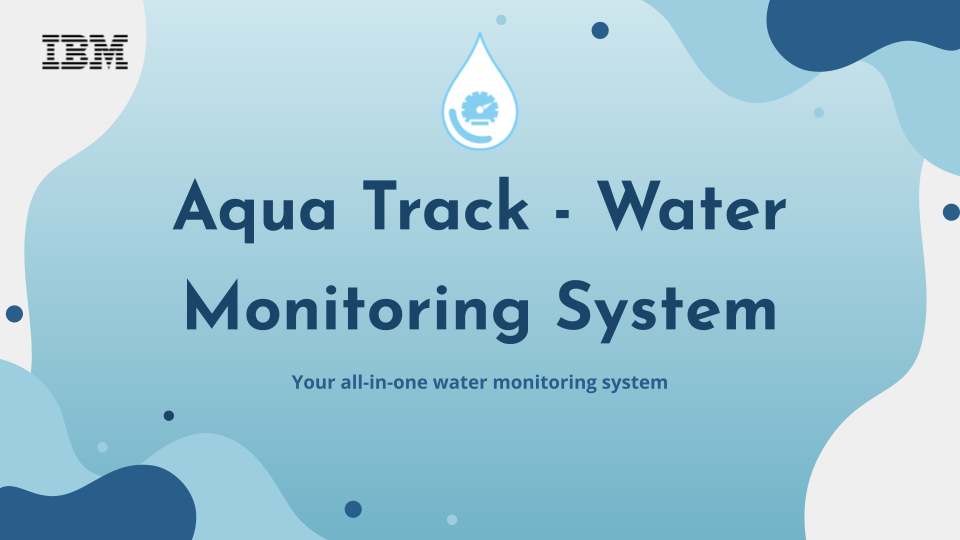 IBM
Aqua Track - Water
Monitoring System
Your all-in-one water monitoring system